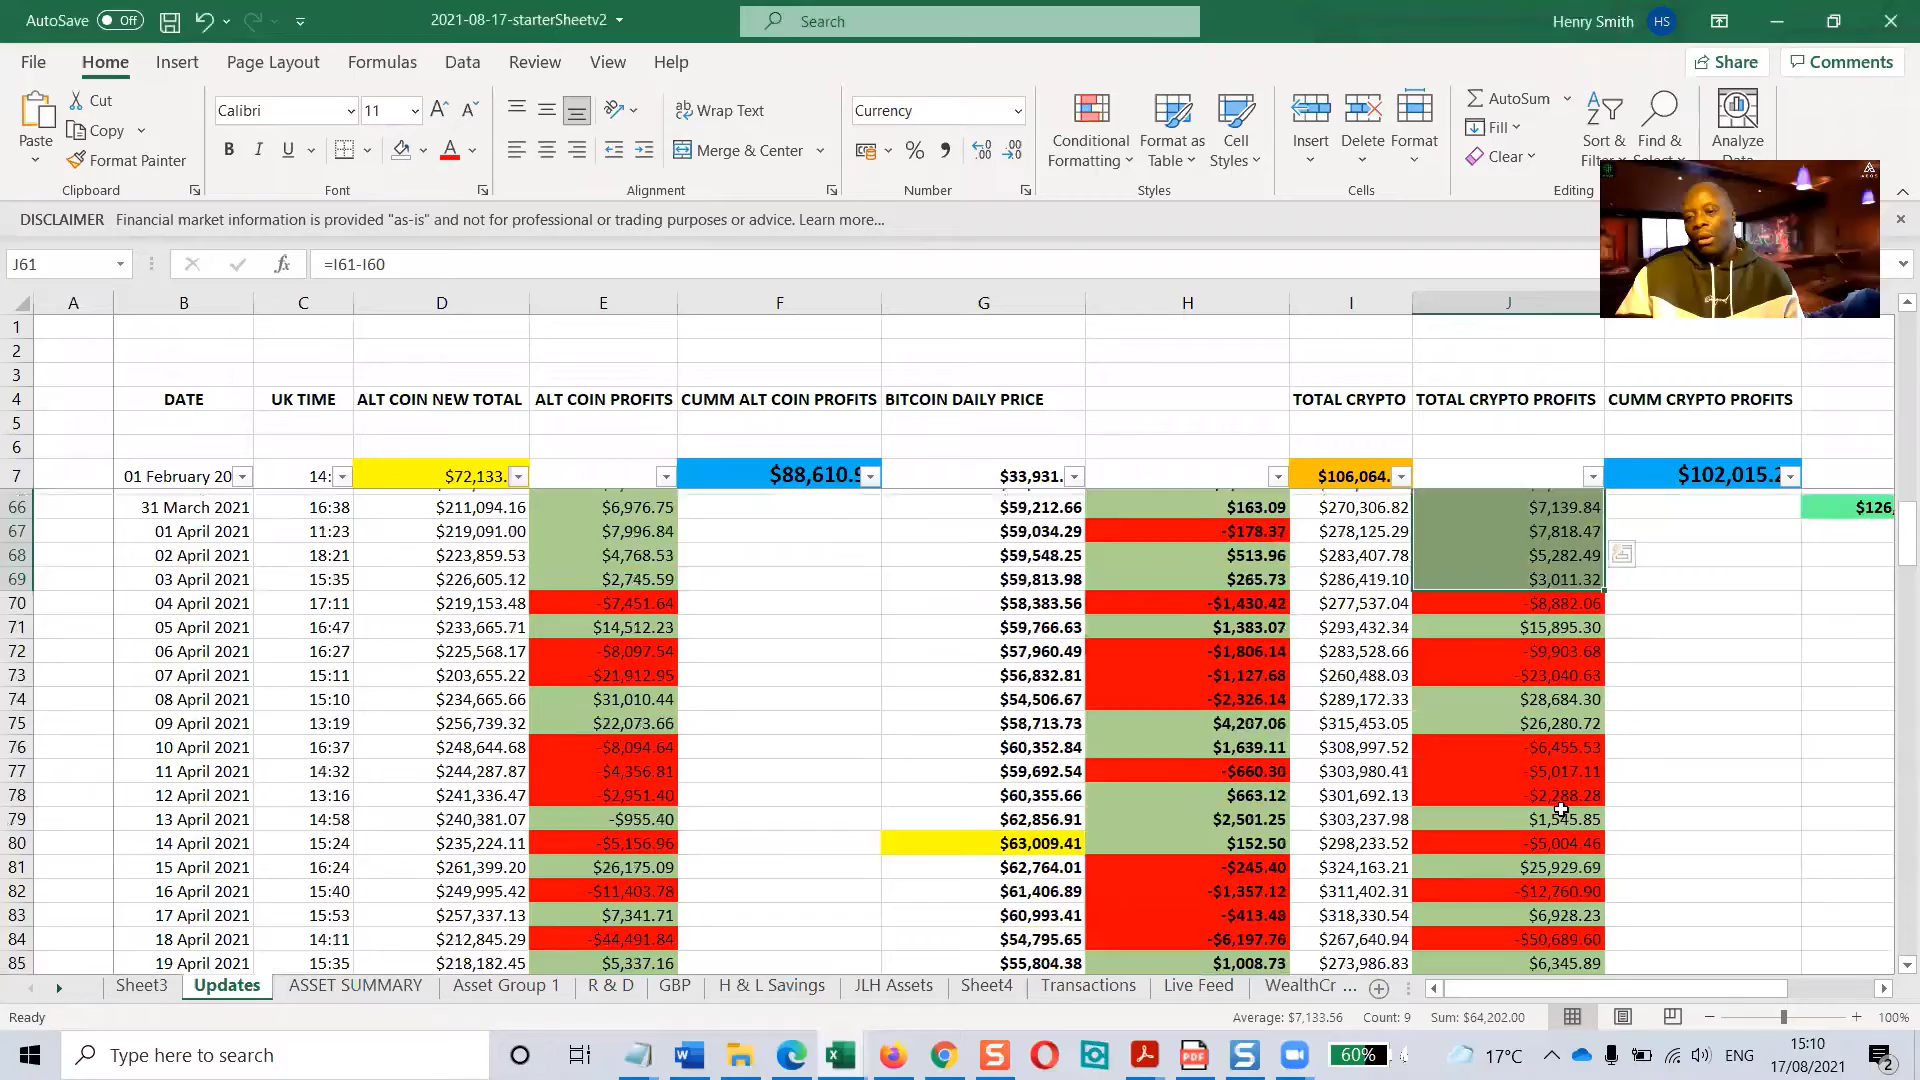 AutoSave Off 2021-08-17-starterSheetv2 Search Henry Smith HS
File Home Insert Page Layout Formulas Data Review View Help Share Comments
Paste Cut Copy Format Painter Clipboard
Calibri 11 B I U Font
Wrap Text Merge & Center Alignment
Currency Number
Conditional Formatting Format as Table Cell Styles Styles
Insert Delete Format Cells
AutoSum Fill Clear Sort & Find & Analyze Editing
DISCLAIMER Financial market information is provided "as-is" and not for professional or trading purposes or advice. Learn more...
J61 fx =I61-I60
A B C D E F G H I J
1
2
3
4 DATE UK TIME ALT COIN NEW TOTAL ALT COIN PROFITS CUMM ALT COIN PROFITS BITCOIN DAILY PRICE TOTAL CRYPTO TOTAL CRYPTO PROFITS CUMM CRYPTO PROFITS
5
6
7 01 February 20 14: $72,133. $88,610.9 $33,931. $106,064. $102,015.2
66 31 March 2021 16:38 $211,094.16 $6,976.75 $59,212.66 $163.09 $270,306.82 $7,139.84 $126,
67 01 April 2021 11:23 $219,091.00 $7,996.84 $59,034.29 -$178.37 $278,125.29 $7,818.47
68 02 April 2021 18:21 $223,859.53 $4,768.53 $59,548.25 $513.96 $283,407.78 $5,282.49
69 03 April 2021 15:35 $226,605.12 $2,745.59 $59,813.98 $265.73 $286,419.10 $3,011.32
70 04 April 2021 17:11 $219,153.48 -$7,451.64 $58,383.56 -$1,430.42 $277,537.04 -$8,882.06
71 05 April 2021 16:47 $233,665.71 $14,512.23 $59,766.63 $1,383.07 $293,432.34 $15,895.30
72 06 April 2021 16:27 $225,568.17 -$8,097.54 $57,960.49 -$1,806.14 $283,528.66 -$9,903.68
73 07 April 2021 15:11 $203,655.22 -$21,912.95 $56,832.81 -$1,127.68 $260,488.03 -$23,040.63
74 08 April 2021 15:10 $234,665.66 $31,010.44 $54,506.67 -$2,326.14 $289,172.33 $28,684.30
75 09 April 2021 13:19 $256,739.32 $22,073.66 $58,713.73 $4,207.06 $315,453.05 $26,280.72
76 10 April 2021 16:37 $248,644.68 -$8,094.64 $60,352.84 $1,639.11 $308,997.52 -$6,455.53
77 11 April 2021 14:32 $244,287.87 -$4,356.81 $59,692.54 -$660.30 $303,980.41 -$5,017.11
78 12 April 2021 13:16 $241,336.47 -$2,951.40 $60,355.66 $663.12 $301,692.13 -$2,288.28
79 13 April 2021 14:58 $240,381.07 -$955.40 $62,856.91 $2,501.25 $303,237.98 $1,545.85
80 14 April 2021 15:24 $235,224.11 -$5,156.96 $63,009.41 $152.50 $298,233.52 -$5,004.46
81 15 April 2021 16:24 $261,399.20 $26,175.09 $62,764.01 -$245.40 $324,163.21 $25,929.69
82 16 April 2021 15:40 $249,995.42 -$11,403.78 $61,406.89 -$1,357.12 $311,402.31 -$12,760.90
83 17 April 2021 15:53 $257,337.13 $7,341.71 $60,993.41 -$413.48 $318,330.54 $6,928.23
84 18 April 2021 14:11 $212,845.29 -$44,491.84 $54,795.65 -$6,197.76 $267,640.94 -$50,689.60
85 19 April 2021 15:35 $218,182.45 $5,337.16 $55,804.38 $1,008.73 $273,986.83 $6,345.89
Sheet3 Updates ASSET SUMMARY Asset Group 1 R & D GBP H & L Savings JLH Assets Sheet4 Transactions Live Feed WealthCr ...
Ready Average: $7,133.56 Count: 9 Sum: $64,202.00 100%
Type here to search 60% 17°C ENG 15:10
17/08/2021 2